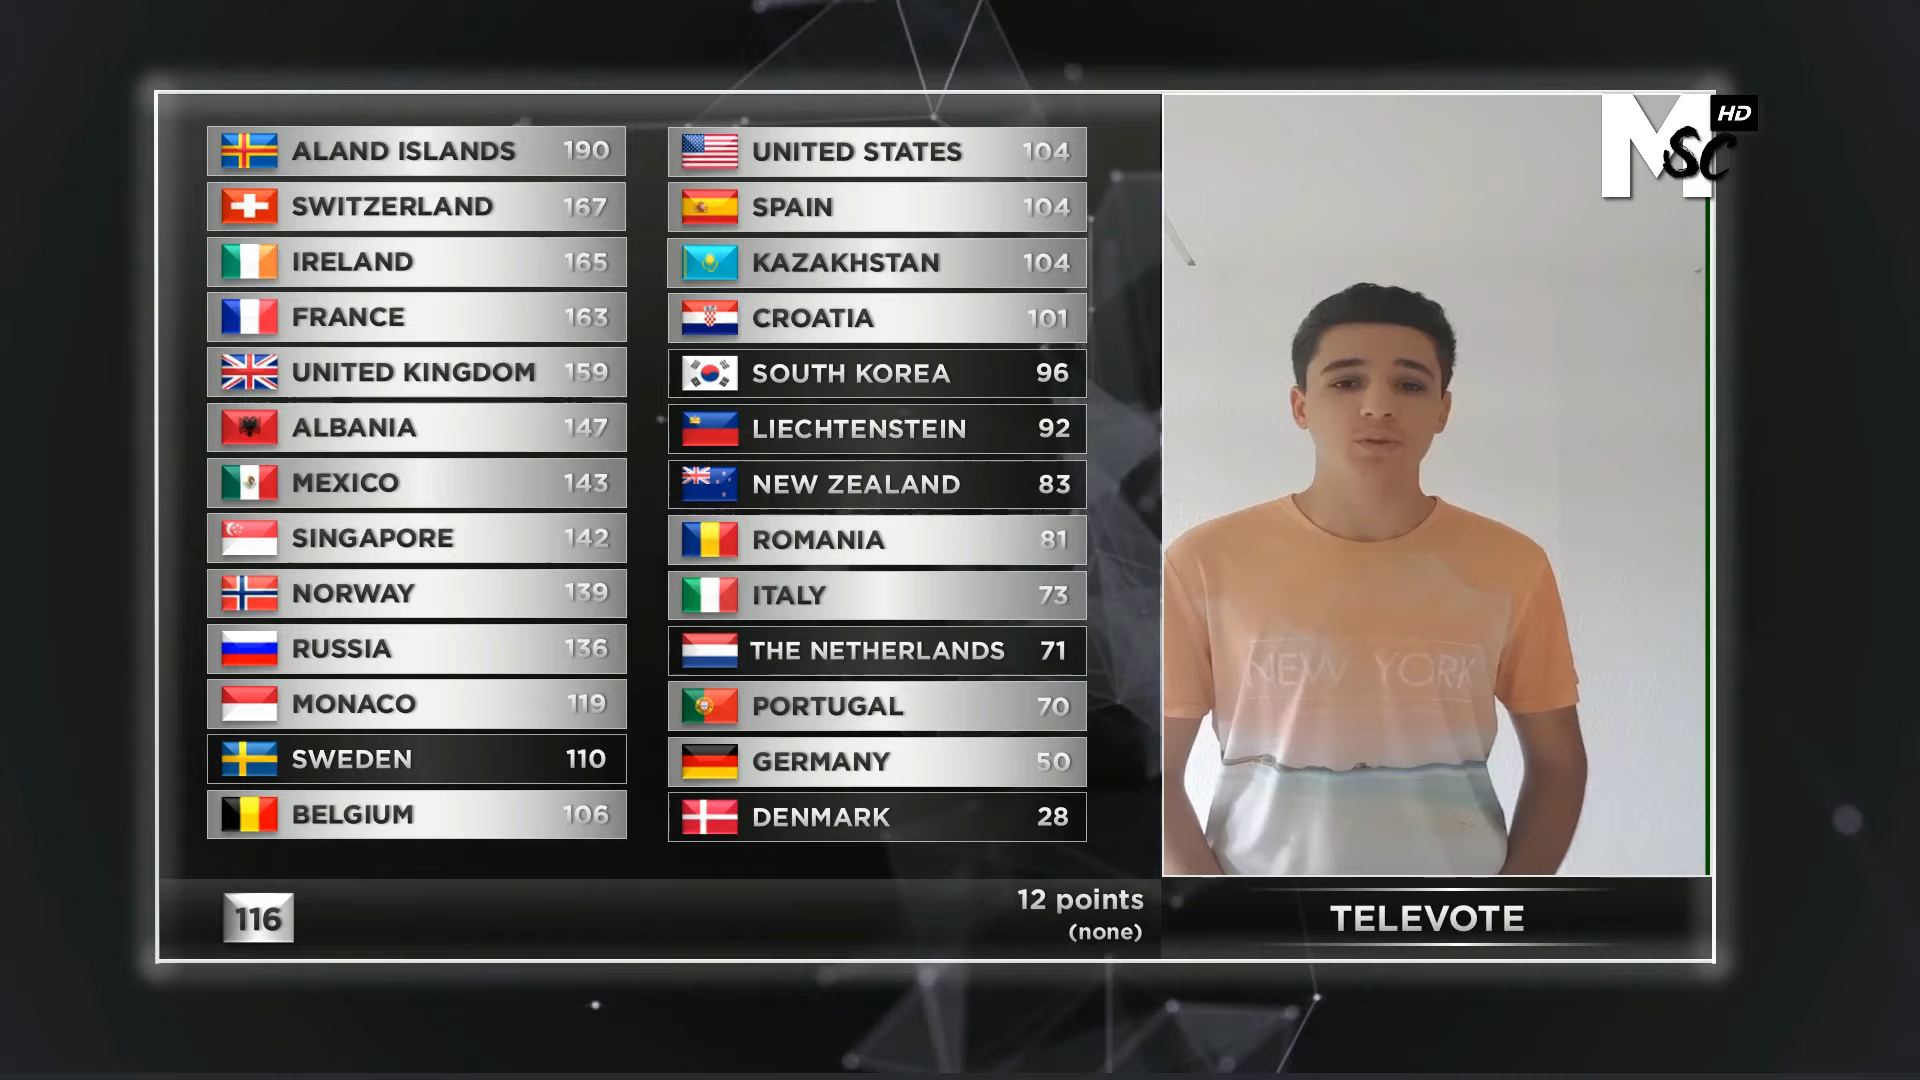 ALAND ISLANDS 190
SWITZERLAND 167
IRELAND 165
FRANCE 163
UNITED KINGDOM 159
ALBANIA 147
MEXICO 143
SINGAPORE 142
NORWAY 139
RUSSIA 136
MONACO 119
SWEDEN 110
BELGIUM 106
UNITED STATES 104
SPAIN 104
KAZAKHSTAN 104
CROATIA 101
SOUTH KOREA 96
LIECHTENSTEIN 92
NEW ZEALAND 83
ROMANIA 81
ITALY 73
THE NETHERLANDS 71
PORTUGAL 70
GERMANY 50
DENMARK 28
116
12 points
(none)
MSC HD
NEW YORK
TELEVOTE